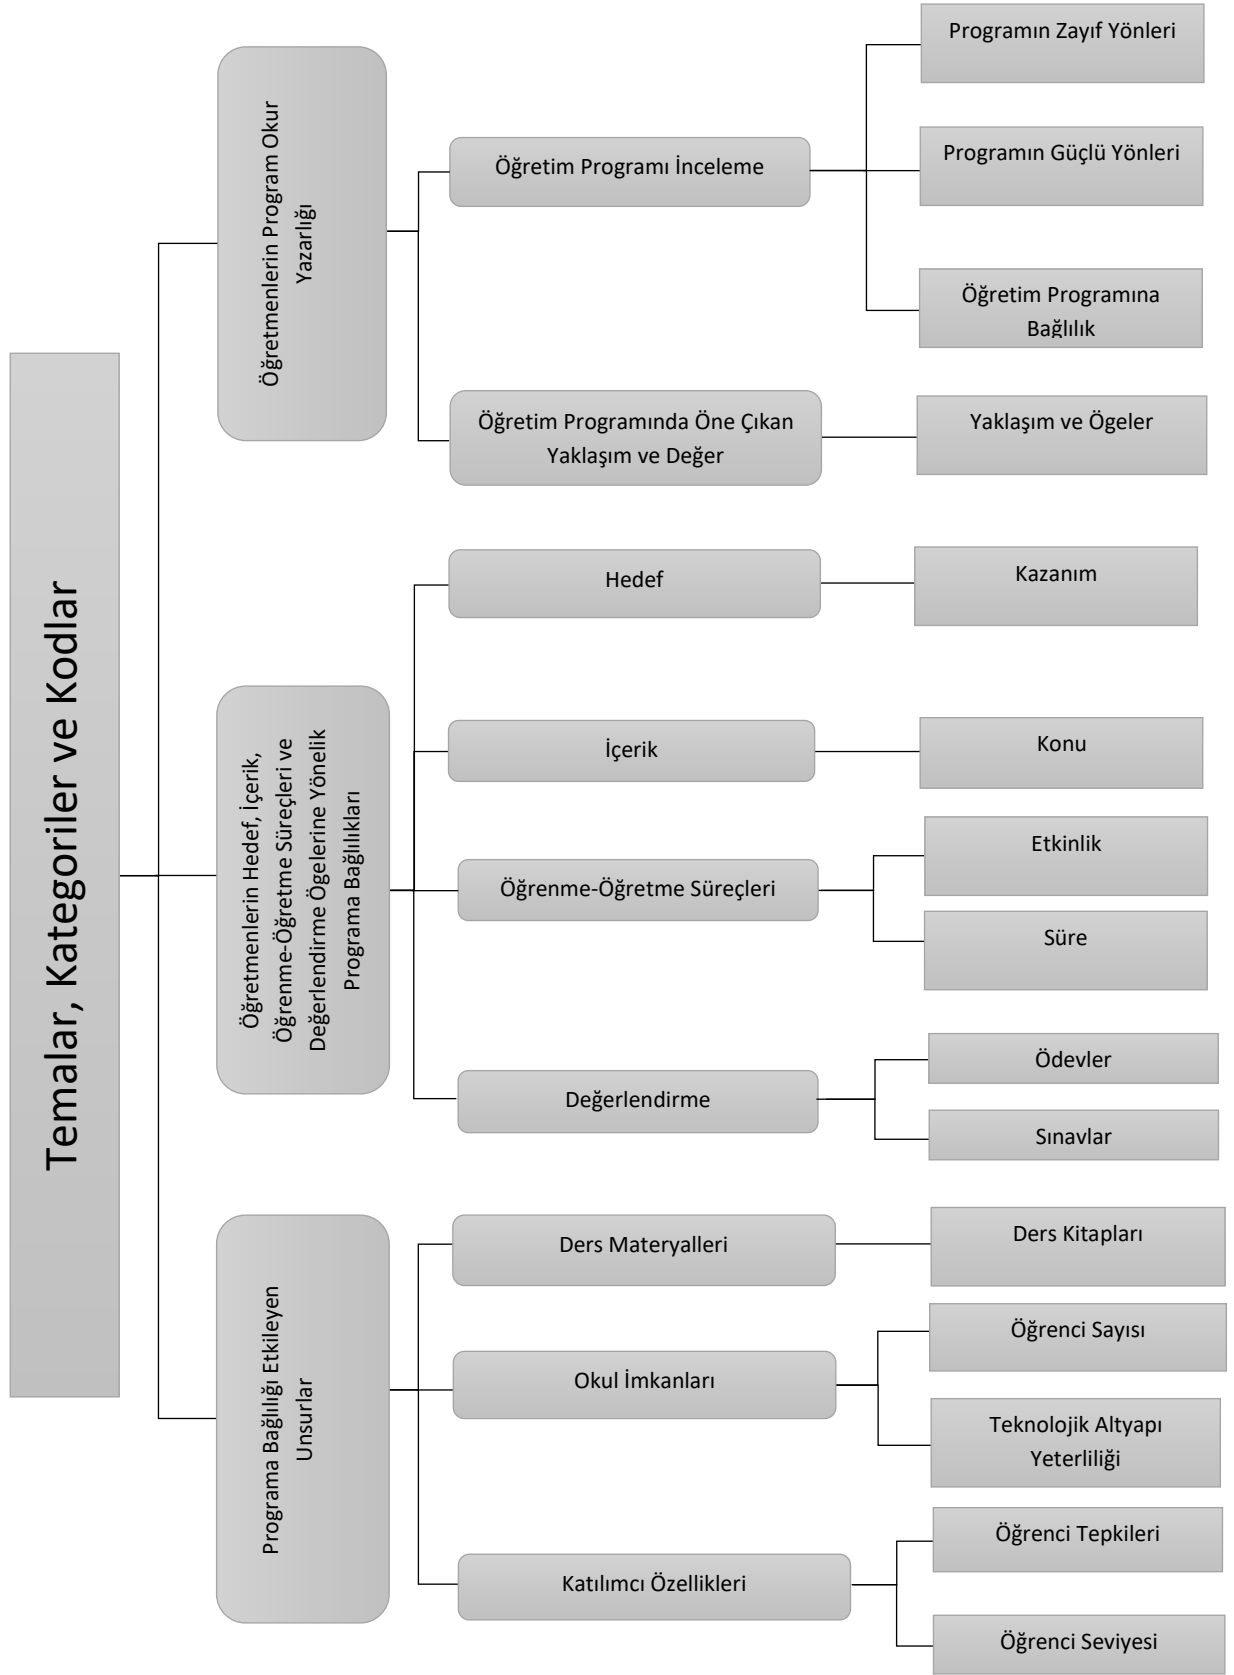 Temalar, Kategoriler ve Kodlar
Öğretmenlerin Program Okur
Yazarlığı
Öğretim Programı İnceleme
Programın Zayıf Yönleri
Programın Güçlü Yönleri
Öğretim Programına
Bağlılık
Öğretim Programında Öne Çıkan
Yaklaşım ve Değer
Yaklaşım ve Ögeler
Öğretmenlerin Hedef, İçerik,
Öğrenme-Öğretme Süreçleri ve
Değerlendirme Ögelerine Yönelik
Programa Bağlılıkları
Hedef
Kazanım
İçerik
Konu
Öğrenme-Öğretme Süreçleri
Etkinlik
Süre
Değerlendirme
Ödevler
Sınavlar
Programa Bağlılığı Etkileyen
Unsurlar
Ders Materyalleri
Ders Kitapları
Okul İmkanları
Öğrenci Sayısı
Teknolojik Altyapı
Yeterliliği
Katılımcı Özellikleri
Öğrenci Tepkileri
Öğrenci Seviyesi